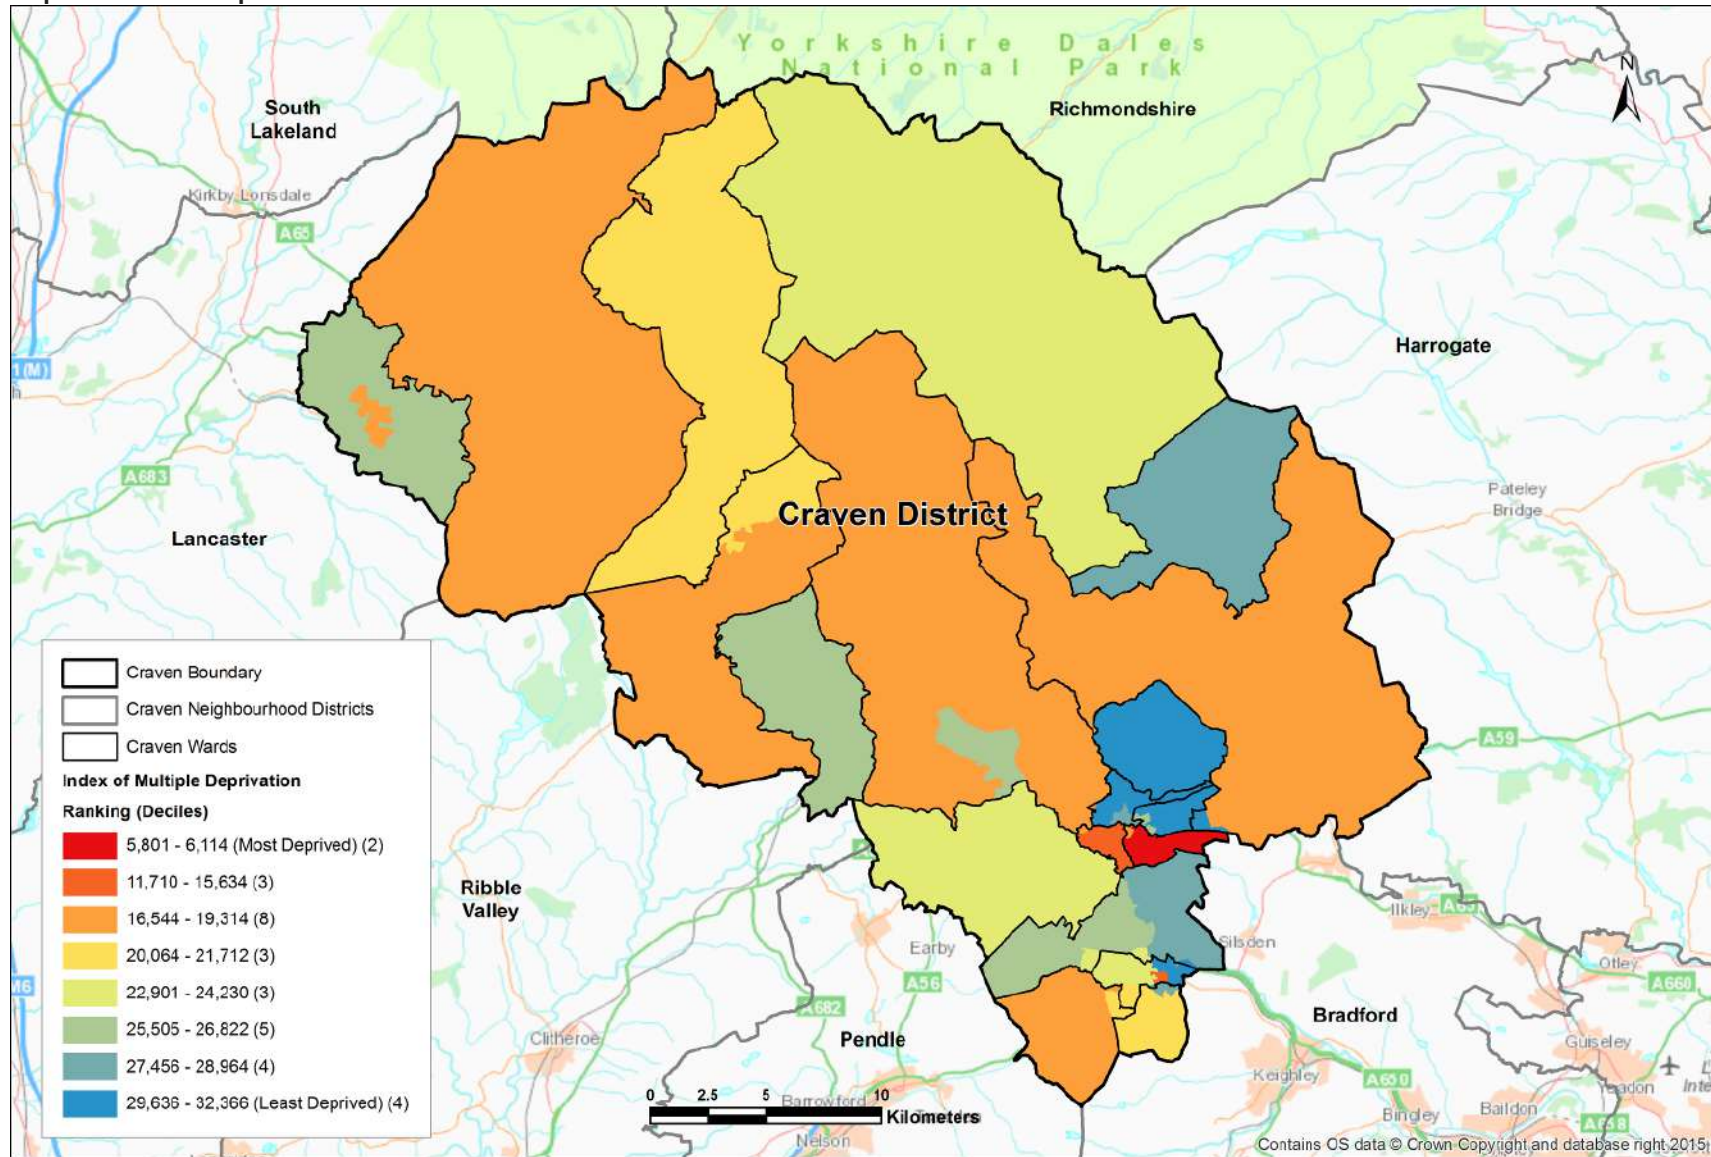 Yorkshire Dales
National Park
N
South
Lakeland
Richmondshire
Kirkby Lonsdale
A65
Harrogate
1(M)
A683
Pateley
Bridge
Lancaster
Craven District
A59
Craven Boundary
Craven Neighbourhood Districts
Craven Wards
Index of Multiple Deprivation
Ranking (Deciles)
5,801 - 6,114 (Most Deprived) (2)
11,710 - 15,634 (3)
16,544 - 19,314 (8)
20,064 - 21,712 (3)
22,901 - 24,230 (3)
25,505 - 26,822 (5)
27,456 - 28,964 (4)
29,636 - 32,366 (Least Deprived) (4)
Ribble
Valley
Earby
Silsden
Ilkley
Otley
A660
M6
A56
A682
Clitheroe
Pendle
Bradford
Guiseley
Keighley
A650
Bingley
Baildon
0 2.5 5 10
Kilometers
Barrowford
Nelson
Contains OS data © Crown Copyright and database right 2015